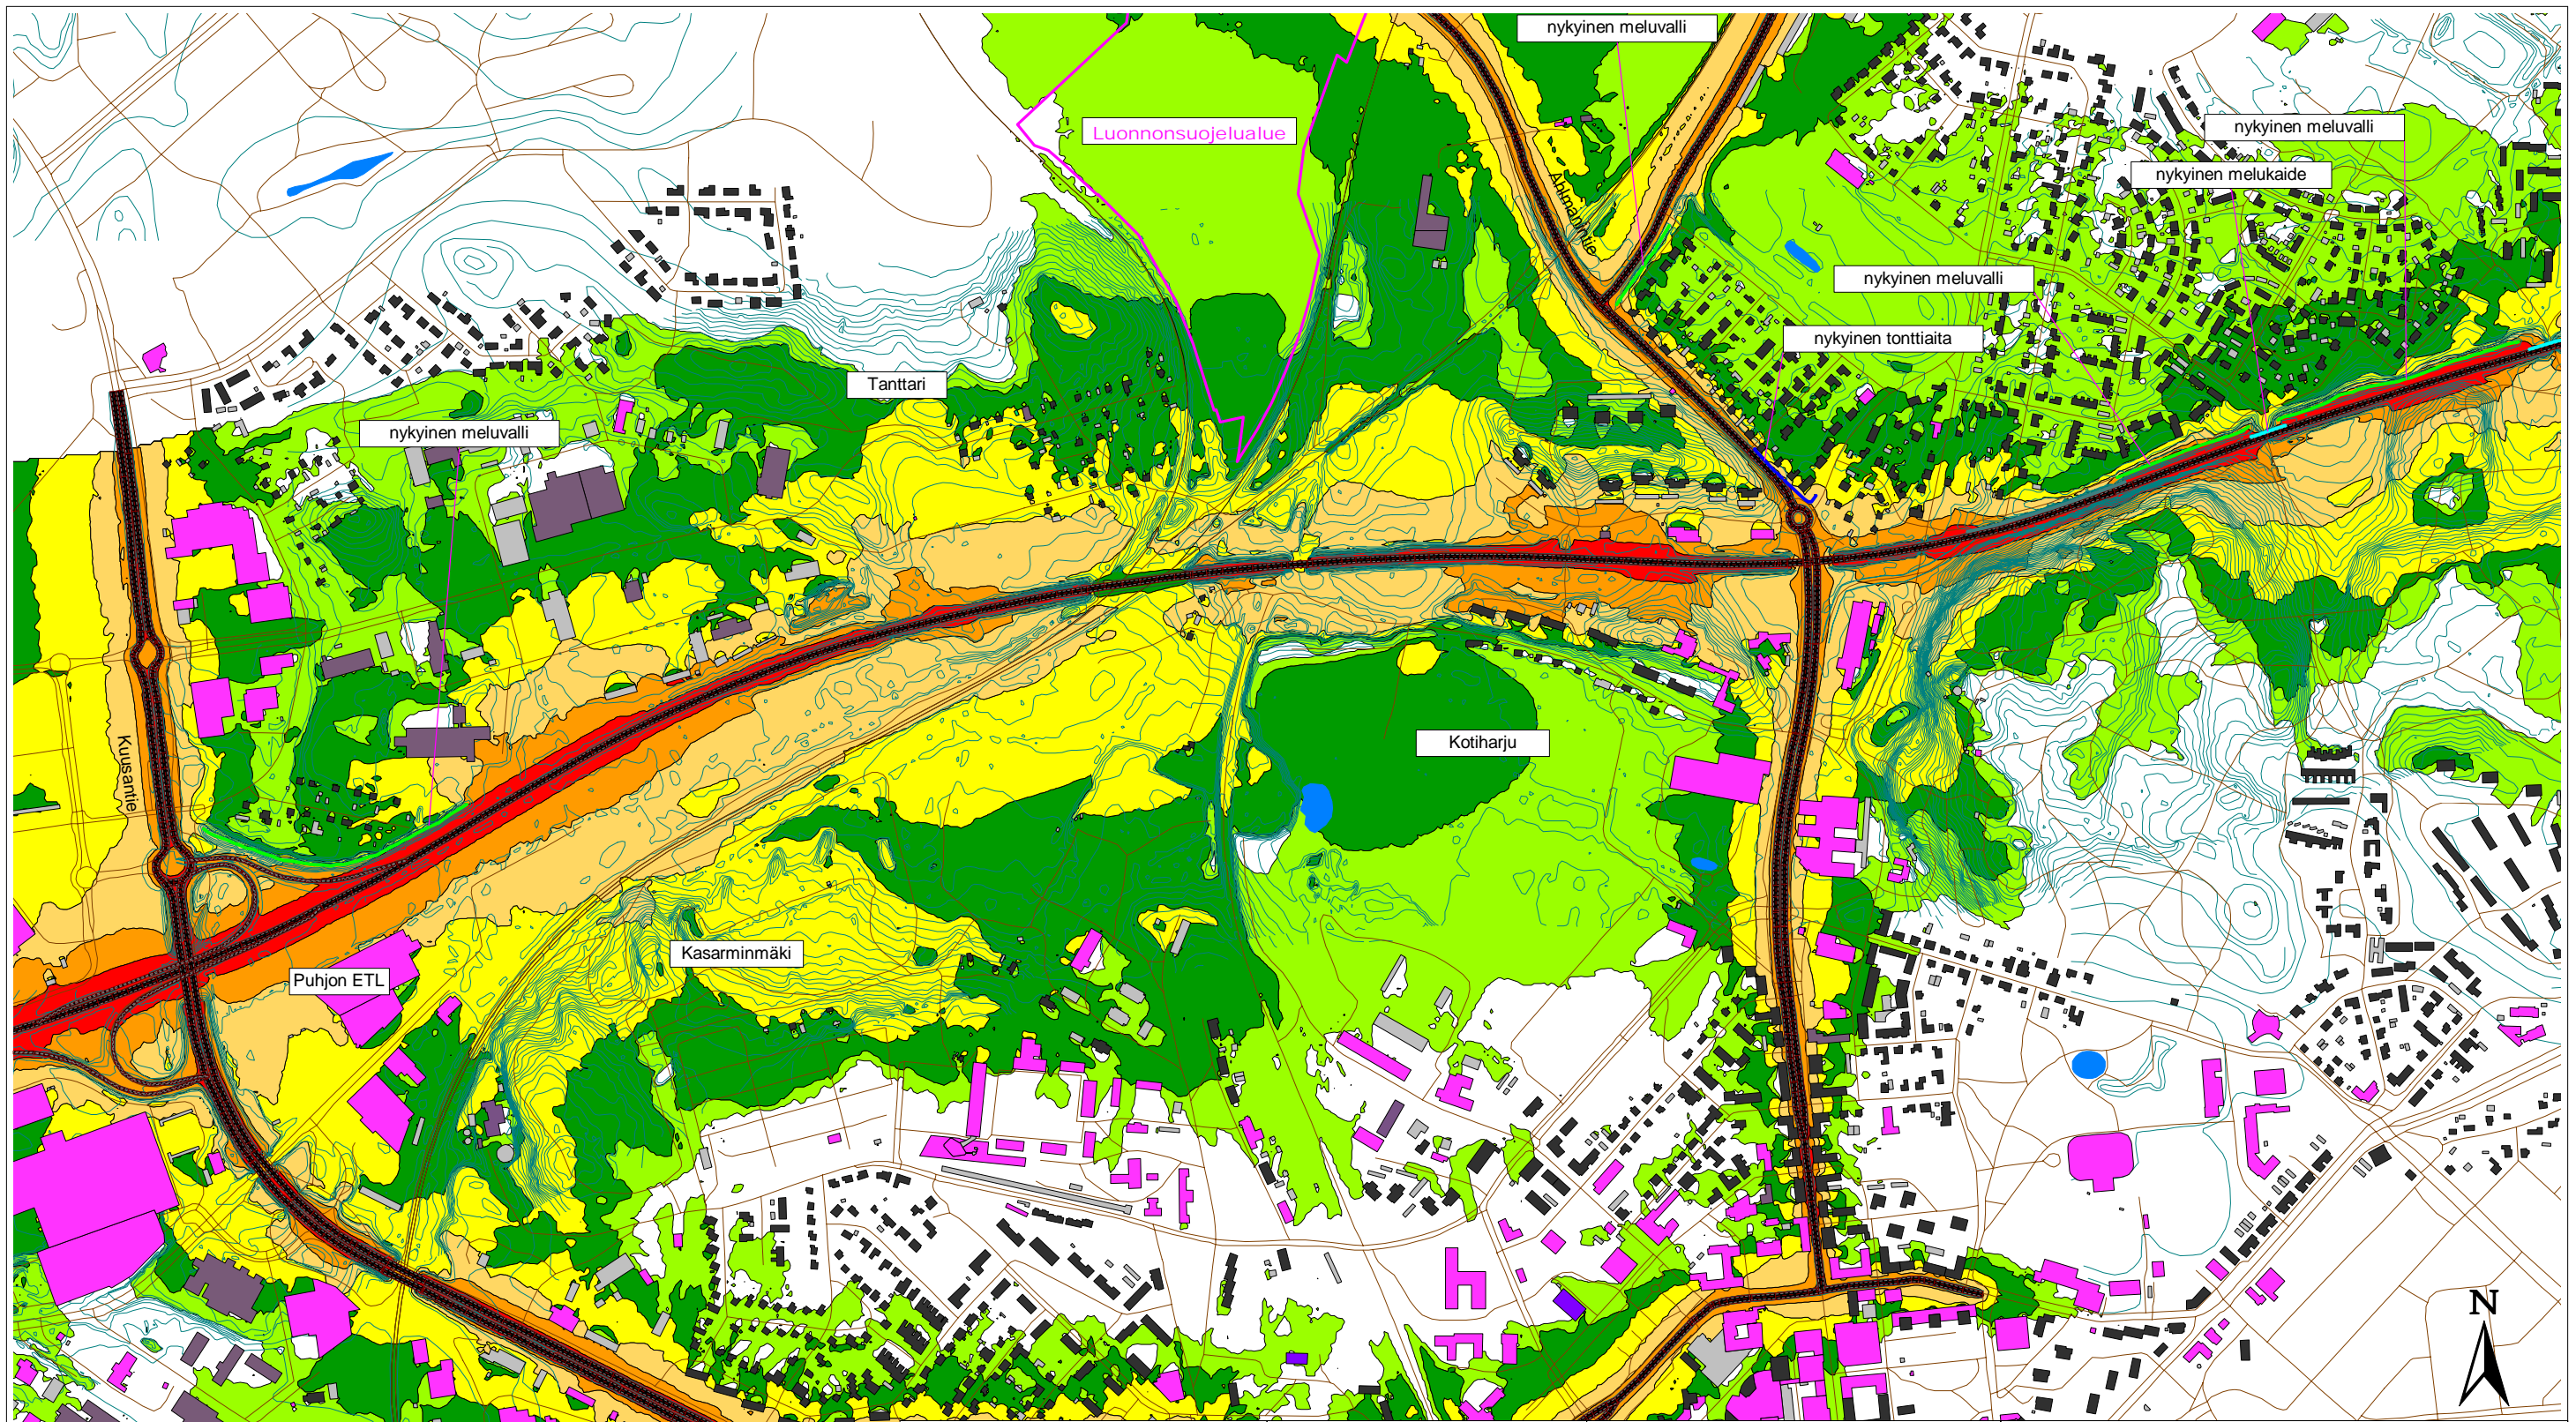 nykyinen meluvalli
Luonnonsuojelualue
nykyinen meluvalli
nykyinen melukaide
Ahlmanintie
nykyinen meluvalli
nykyinen tonttiaita
Tanttari
nykyinen meluvalli
Kotiharju
Kuusantie
Kasarminmäki
Puhjon ETL
N